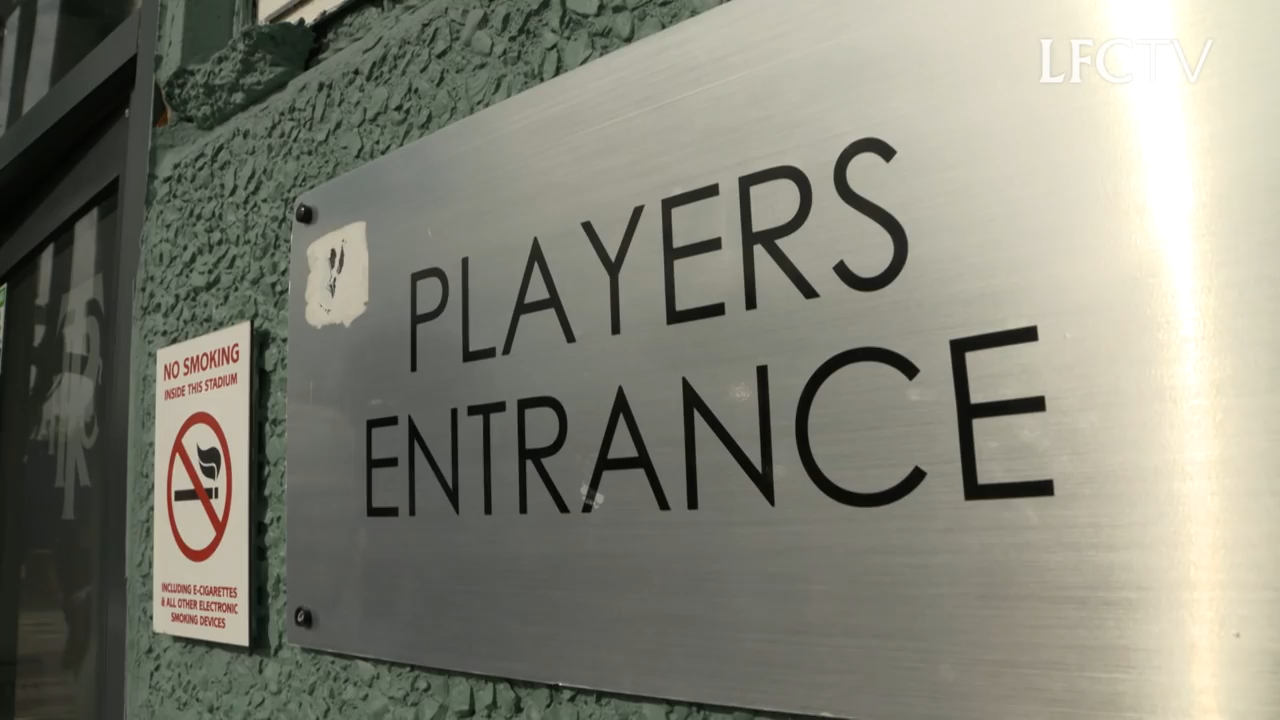 LFCTV
PLAYERS
ENTRANCE
NO SMOKING
INSIDE THIS STADIUM
INCLUDING E-CIGARETTES
& ALL OTHER ELECTRONIC
SMOKING DEVICES